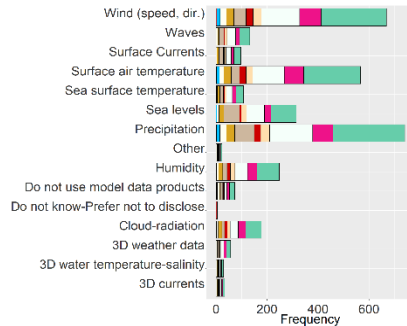 Wind (speed, dir.)
Waves
Surface Currents
Surface air temperature
Sea surface temperature
Sea levels
Precipitation
Other
Humidity
Do not use model data products
Do not know-Prefer not to disclose
Cloud-radiation
3D weather data
3D water temperature-salinity
3D currents
0 200 400 600
Frequency